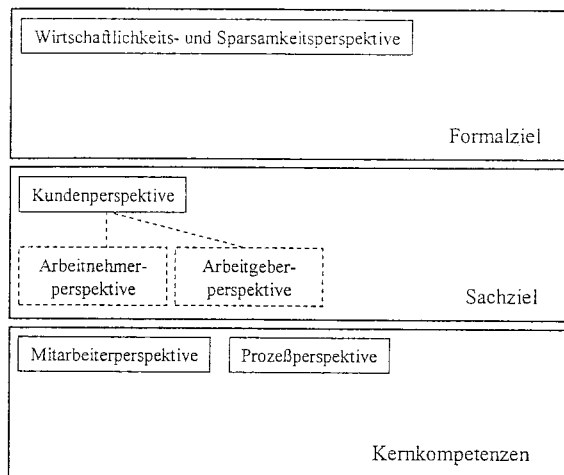 Wirtschaftlichkeits- und Sparsamkeitsperspektive
Formalziel
Kundenperspektive
Arbeitnehmer-
perspektive
Arbeitgeber-
perspektive
Sachziel
Mitarbeiterperspektive
Prozeßperspektive
Kernkompetenzen